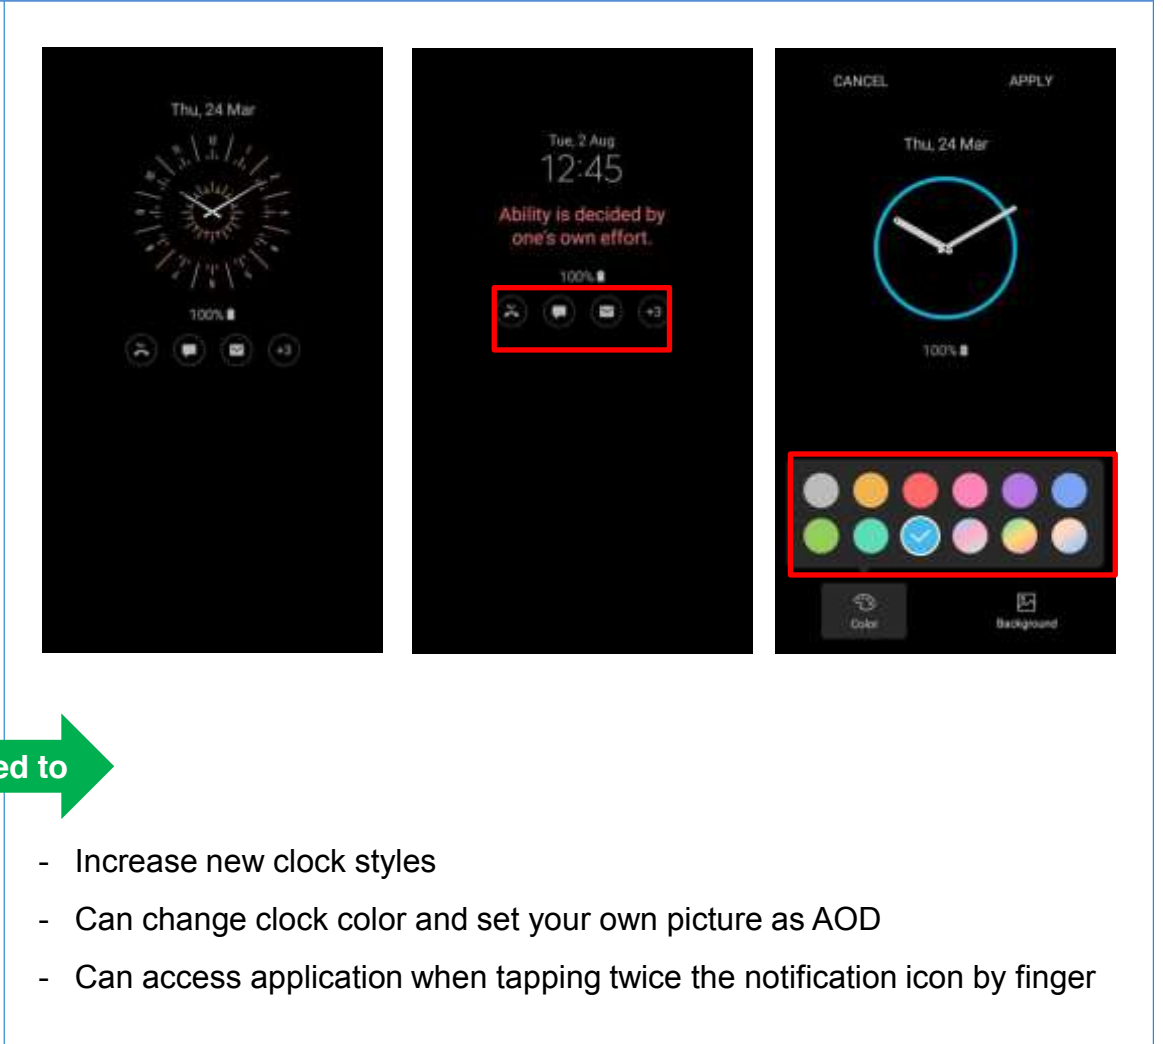 Thu, 24 Mar
100%
+3
Tue, 2 Aug
12:45
Ability is decided by
one's own effort.
100%
+3
CANCEL APPLY
Thu, 24 Mar
100%
Color Background
ed to
- Increase new clock styles
- Can change clock color and set your own picture as AOD
- Can access application when tapping twice the notification icon by finger